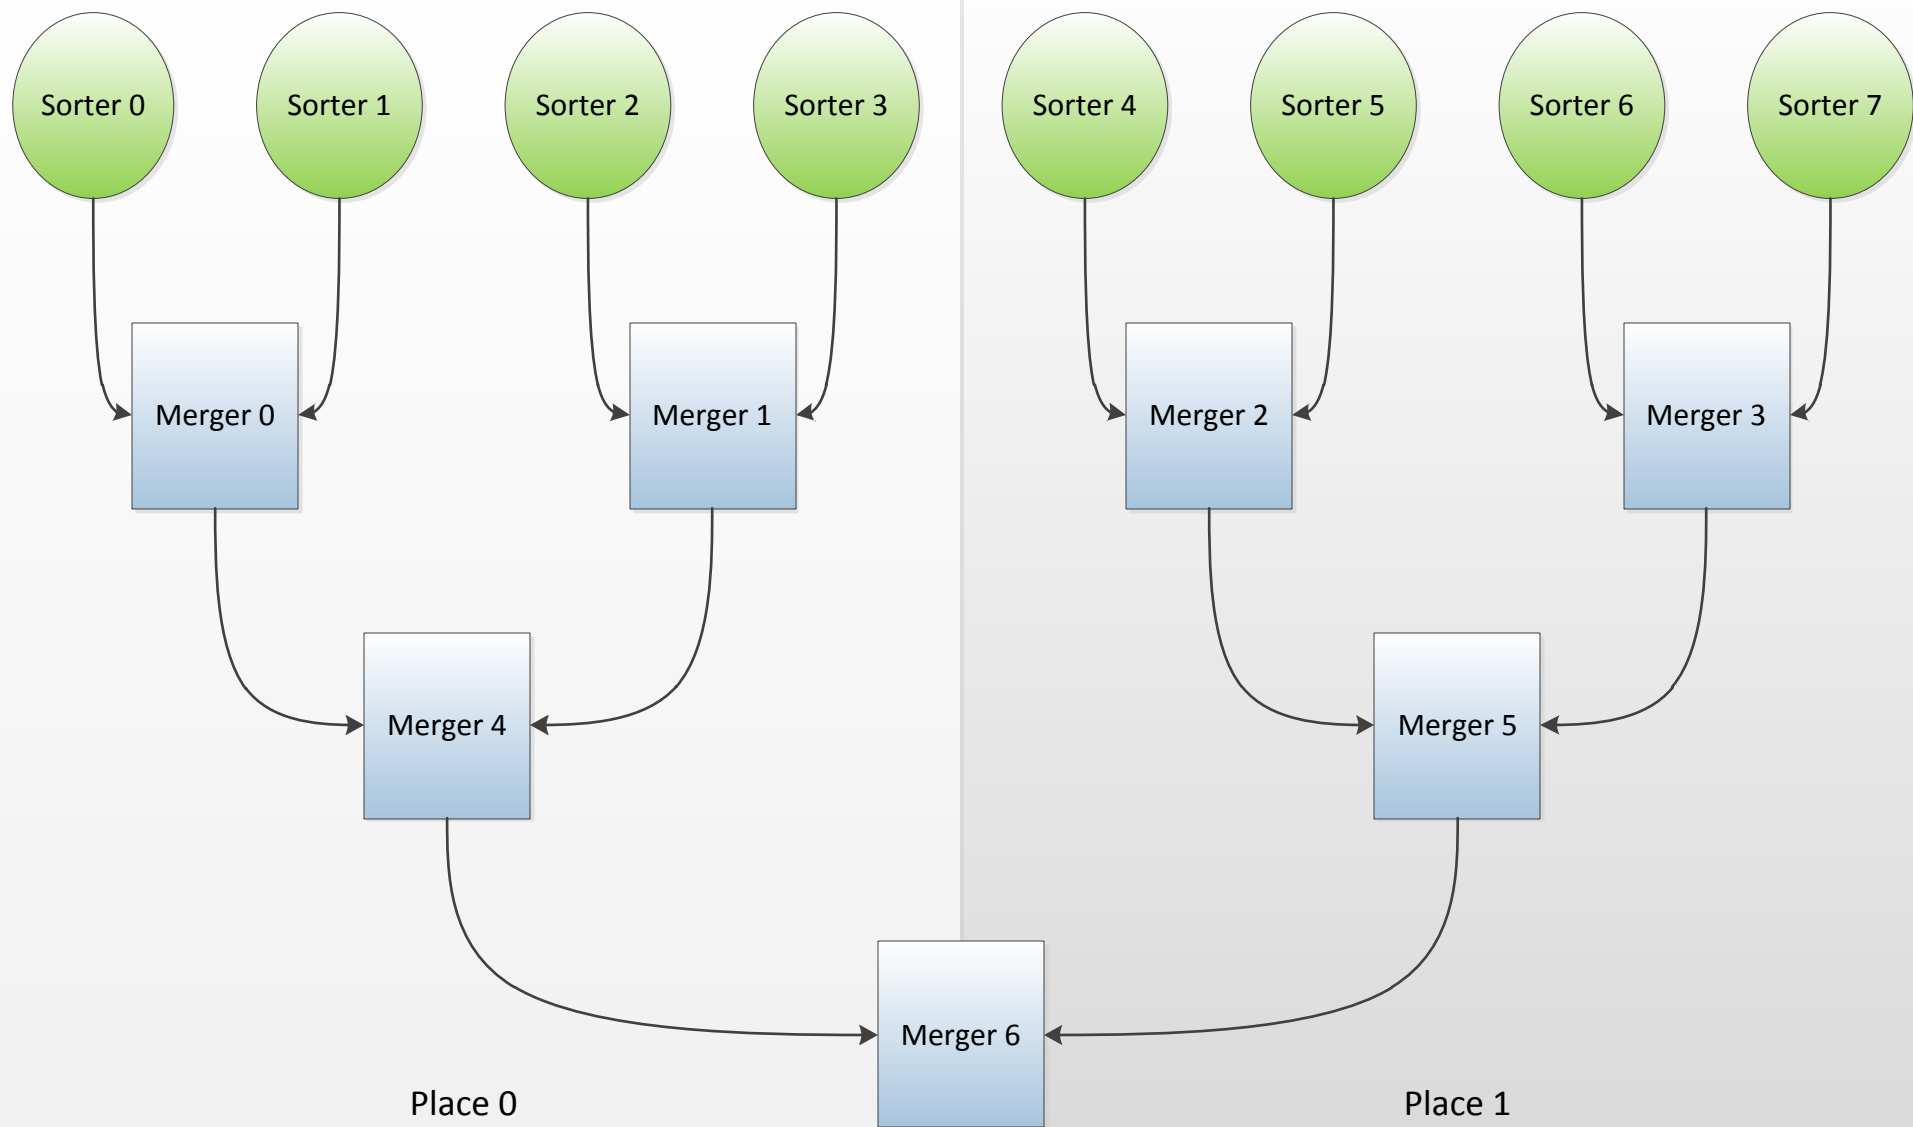 Sorter 0
Sorter 1
Sorter 2
Sorter 3
Sorter 4
Sorter 5
Sorter 6
Sorter 7
Merger 0
Merger 1
Merger 2
Merger 3
Merger 4
Merger 5
Merger 6
Place 0
Place 1